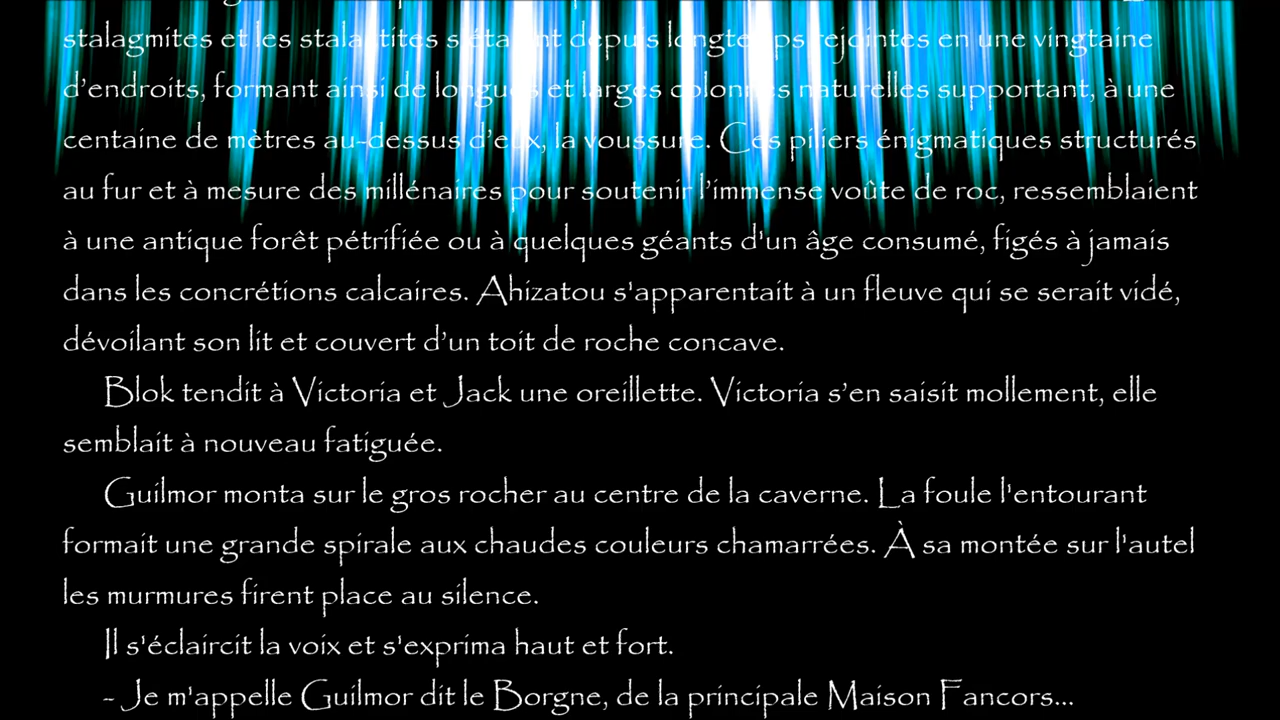 stalagmites et les stalactites s'étaient depuis longtemps rejointes en une vingtaine
d’endroits, formant ainsi de longues et larges colonnes naturelles supportant, à une
centaine de mètres au-dessus d’eux, la voussure. Ces piliers énigmatiques structurés
au fur et à mesure des millénaires pour soutenir l’immense voûte de roc, ressemblaient
à une antique forêt pétrifiée ou à quelques géants d'un âge consumé, figés à jamais
dans les concrétions calcaires. Ahizatou s'apparentait à un fleuve qui se serait vidé,
dévoilant son lit et couvert d’un toit de roche concave.
Blok tendit à Victoria et Jack une oreillette. Victoria s’en saisit mollement, elle
semblait à nouveau fatiguée.
Guilmor monta sur le gros rocher au centre de la caverne. La foule l'entourant
formait une grande spirale aux chaudes couleurs chamarrées. À sa montée sur l'autel
les murmures firent place au silence.
Il s'éclaircit la voix et s'exprima haut et fort.
- Je m'appelle Guilmor dit le Borgne, de la principale Maison Fancors...